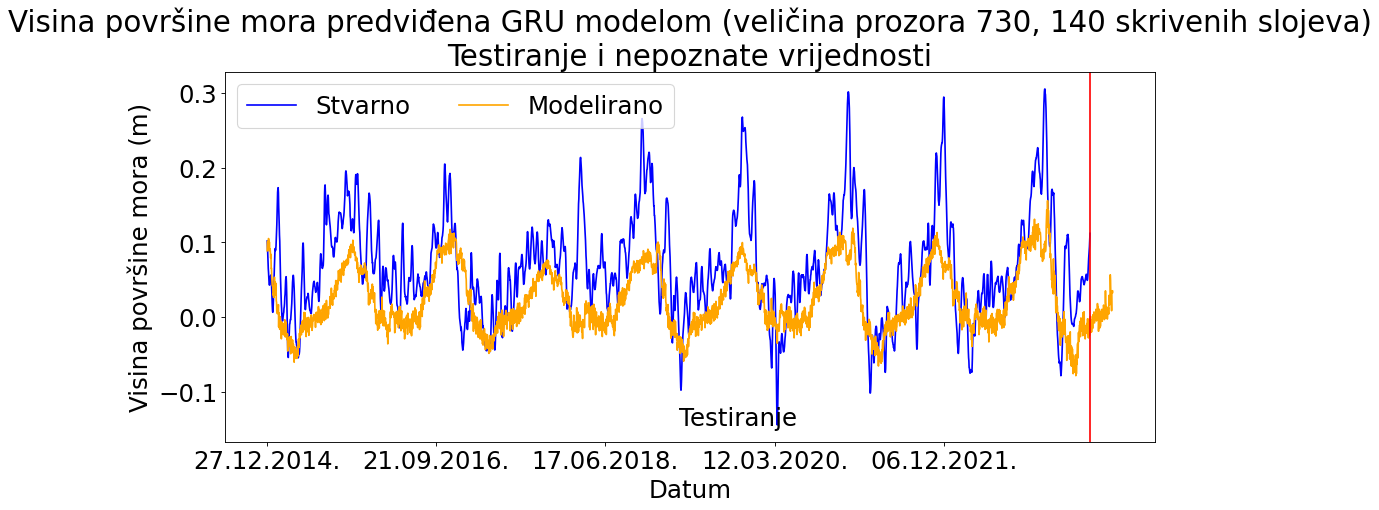 Visina površine mora predviđena GRU modelom (veličina prozora 730, 140 skrivenih slojeva)
Testiranje i nepoznate vrijednosti
Stvarno Modelirano
Visina površine mora (m)
0.3
0.2
0.1
0.0
−0.1
Testiranje
27.12.2014. 21.09.2016. 17.06.2018. 12.03.2020. 06.12.2021.
Datum